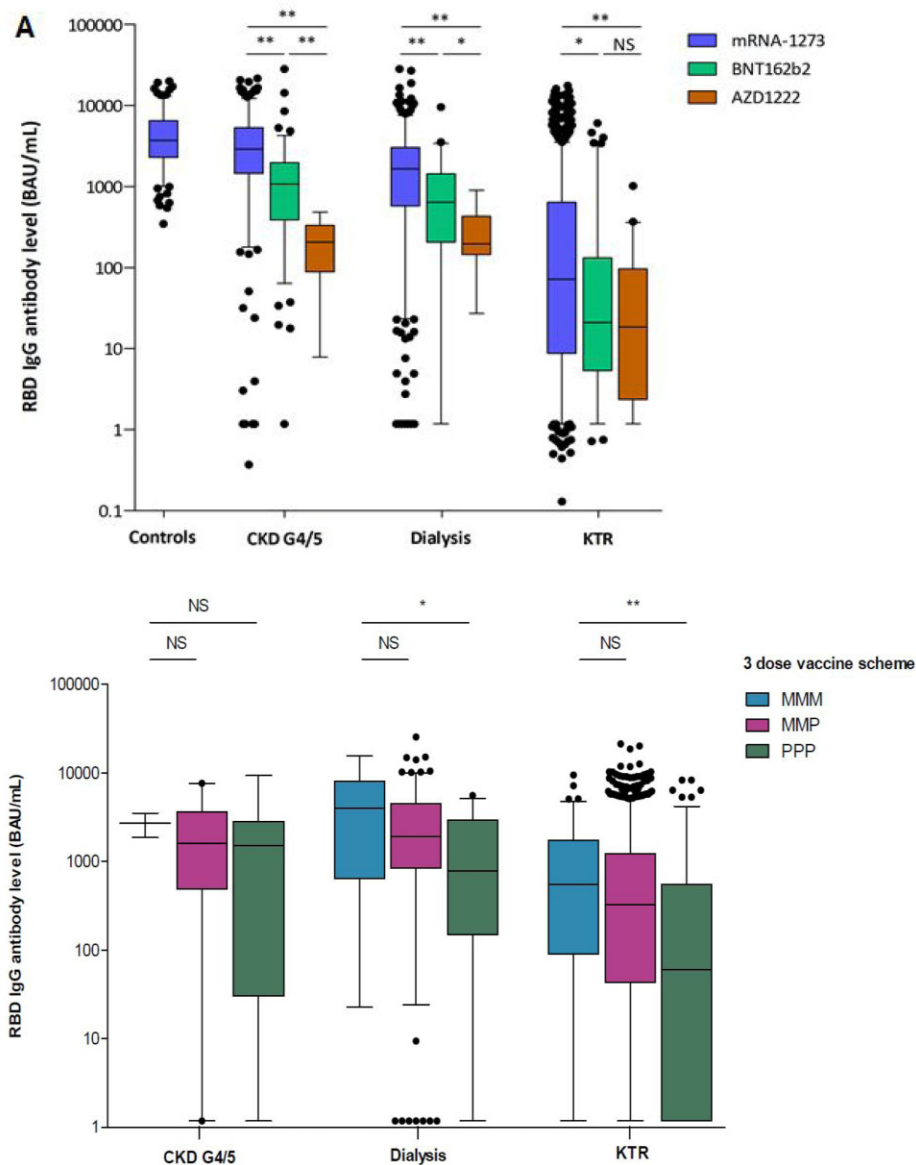 A
RBD IgG antibody level (BAU/mL)
100000
10000
1000
100
10
1
0.1
**
** **
**
** *
**
* NS
mRNA-1273
BNT162b2
AZD1222
Controls CKD G4/5 Dialysis KTR
NS
NS
*
NS
**
NS
3 dose vaccine scheme
MMM
MMP
PPP
RBD IgG antibody level (BAU/mL)
100000
10000
1000
100
10
1
CKD G4/5 Dialysis KTR